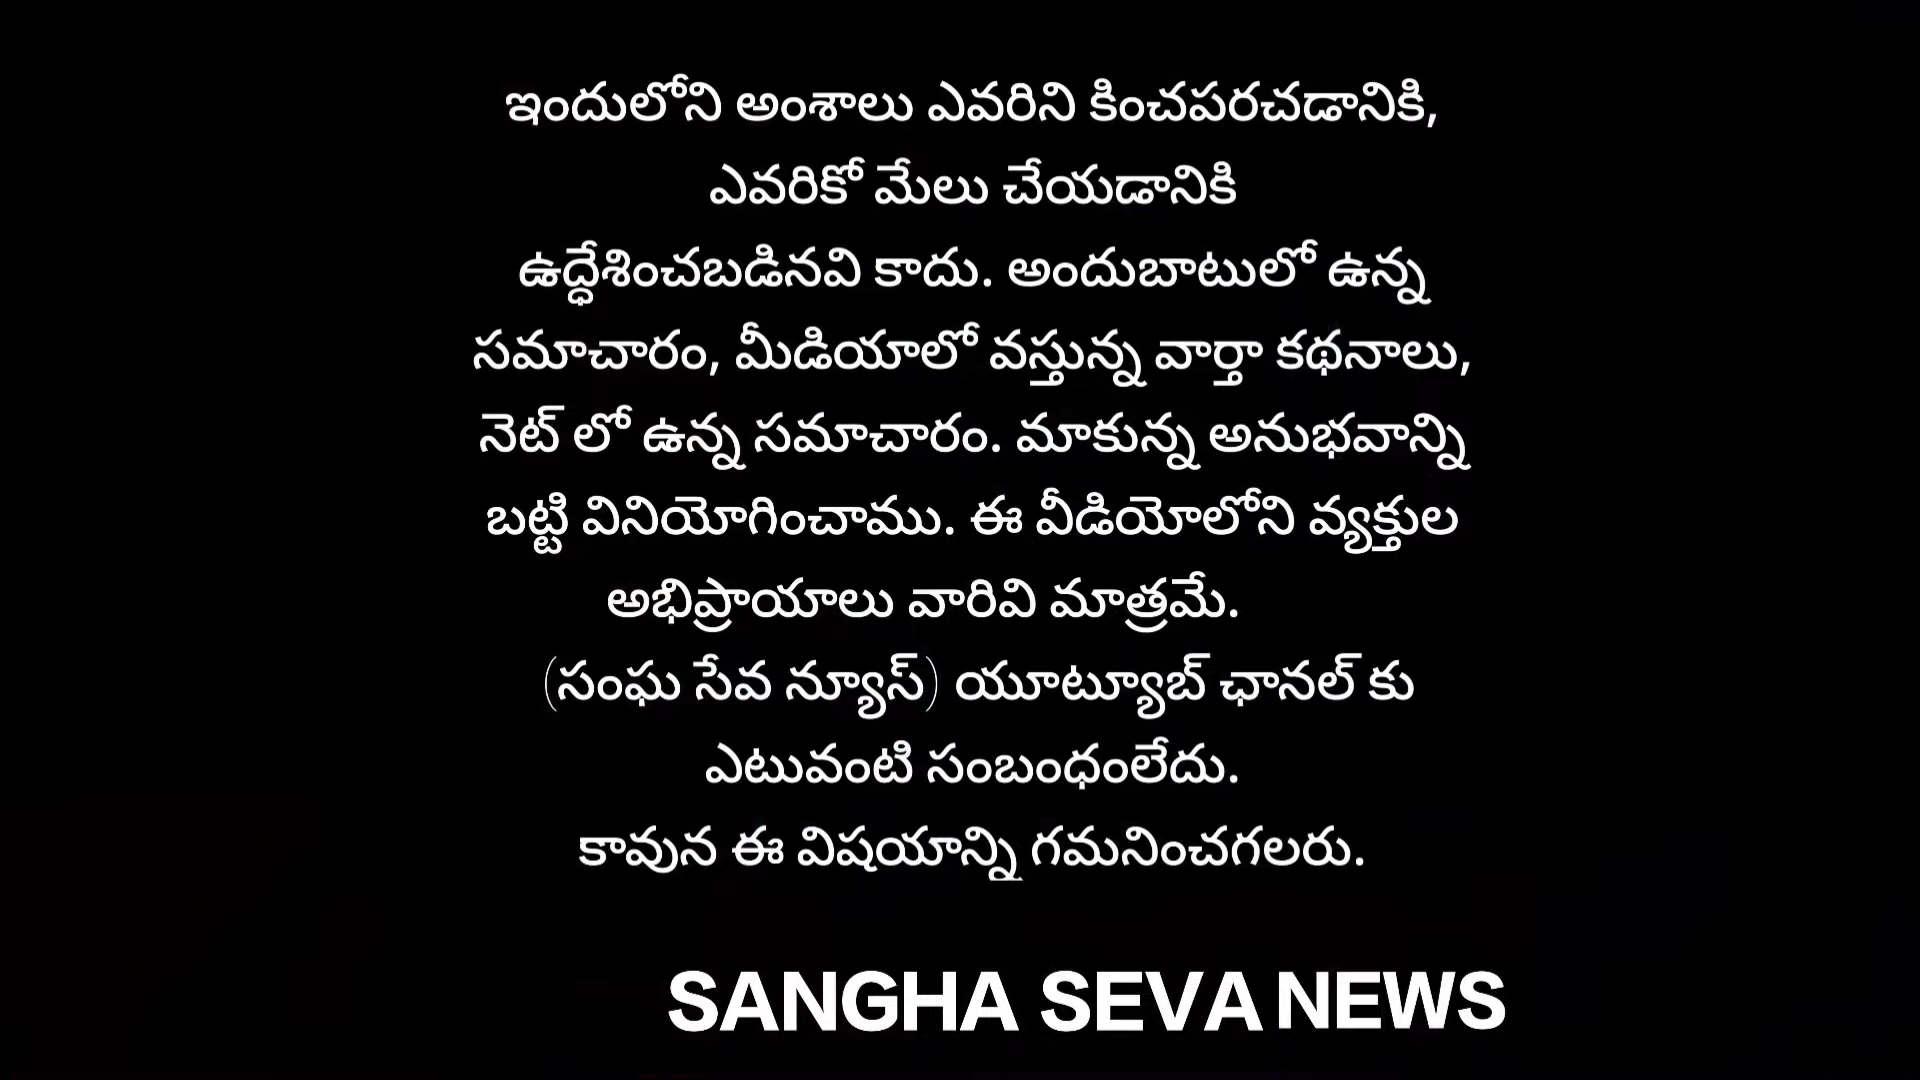 ఇందులోని అంశాలు ఎవరిని కించపరచడానికి,
ఎవరికో మేలు చేయడానికి
ఉద్ధేశించబడినవి కాదు. అందుబాటులో ఉన్న
సమాచారం, మీడియాలో వస్తున్న వార్తా కథనాలు,
నెట్ లో ఉన్న సమాచారం. మాకున్న అనుభవాన్ని
బట్టి వినియోగించాము. ఈ వీడియోలోని వ్యక్తుల
అభిప్రాయాలు వారివి మాత్రమే.
(సంఘ సేవ న్యూస్) యూట్యూబ్ ఛానల్ కు
ఎటువంటి సంబంధంలేదు.
కావున ఈ విషయాన్ని గమనించగలరు.
SANGHA SEVA NEWS